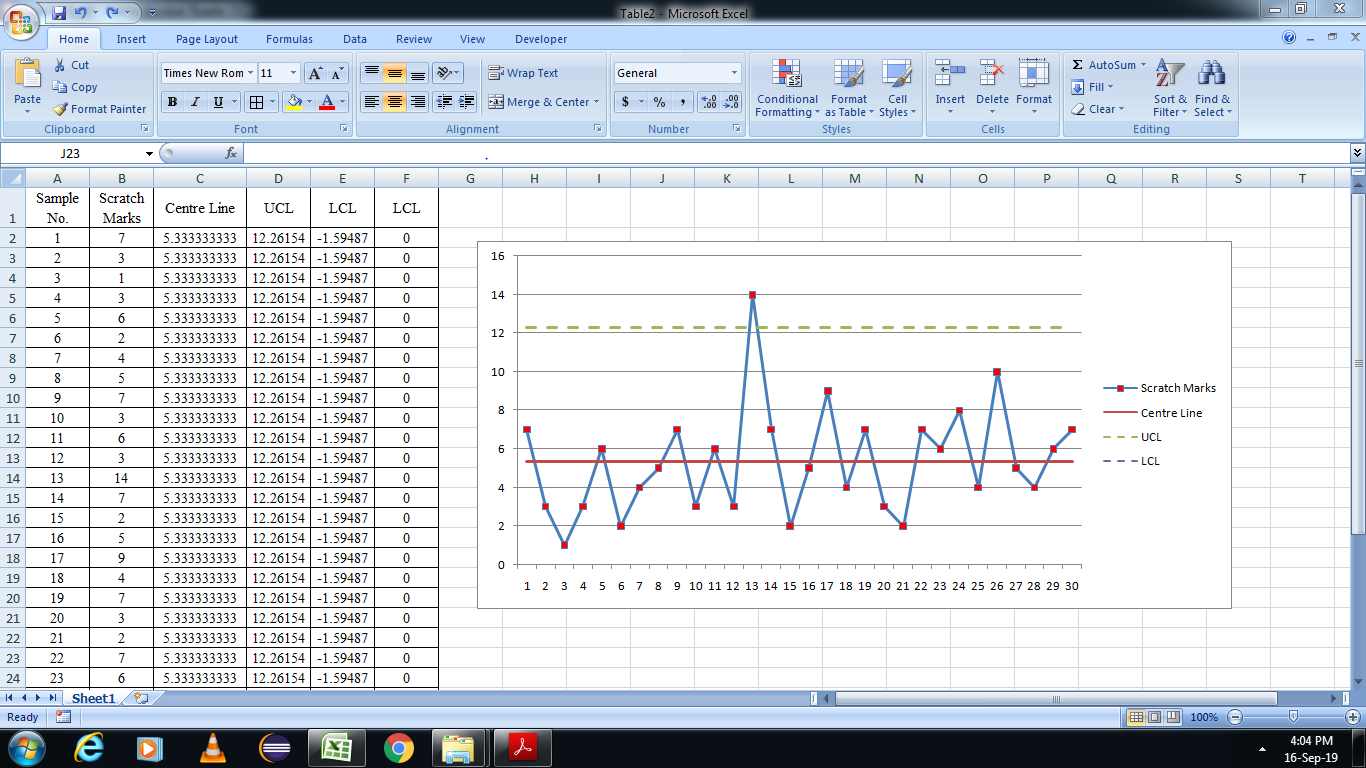 Table2 - Microsoft Excel
Home Insert Page Layout Formulas Data Review View Developer
Paste
Cut
Copy
Format Painter
Clipboard
Times New Rom 11
B I U
Font
Wrap Text
Merge & Center
Alignment
General
$ % ,
Number
Conditional Formatting
Format as Table
Cell Styles
Styles
Insert Delete Format
Cells
AutoSum
Fill
Clear
Sort & Filter
Find & Select
Editing
J23 fx
A B C D E F G H I J K L M N O P Q R S T
1 Sample No. Scratch Marks Centre Line UCL LCL LCL
2 1 7 5.333333333 12.26154 -1.59487 0
3 2 3 5.333333333 12.26154 -1.59487 0
4 3 1 5.333333333 12.26154 -1.59487 0
5 4 3 5.333333333 12.26154 -1.59487 0
6 5 6 5.333333333 12.26154 -1.59487 0
7 6 2 5.333333333 12.26154 -1.59487 0
8 7 4 5.333333333 12.26154 -1.59487 0
9 8 5 5.333333333 12.26154 -1.59487 0
10 9 7 5.333333333 12.26154 -1.59487 0
11 10 3 5.333333333 12.26154 -1.59487 0
12 11 6 5.333333333 12.26154 -1.59487 0
13 12 3 5.333333333 12.26154 -1.59487 0
14 13 14 5.333333333 12.26154 -1.59487 0
15 14 7 5.333333333 12.26154 -1.59487 0
16 15 2 5.333333333 12.26154 -1.59487 0
17 16 5 5.333333333 12.26154 -1.59487 0
18 17 9 5.333333333 12.26154 -1.59487 0
19 18 4 5.333333333 12.26154 -1.59487 0
20 19 7 5.333333333 12.26154 -1.59487 0
21 20 3 5.333333333 12.26154 -1.59487 0
22 21 2 5.333333333 12.26154 -1.59487 0
23 22 7 5.333333333 12.26154 -1.59487 0
24 23 6 5.333333333 12.26154 -1.59487 0
16
14
12
10
8
6
4
2
0
1 2 3 4 5 6 7 8 9 10 11 12 13 14 15 16 17 18 19 20 21 22 23 24 25 26 27 28 29 30
Scratch Marks
Centre Line
UCL
LCL
Sheet1
Ready 100%
4:04 PM
16-Sep-19